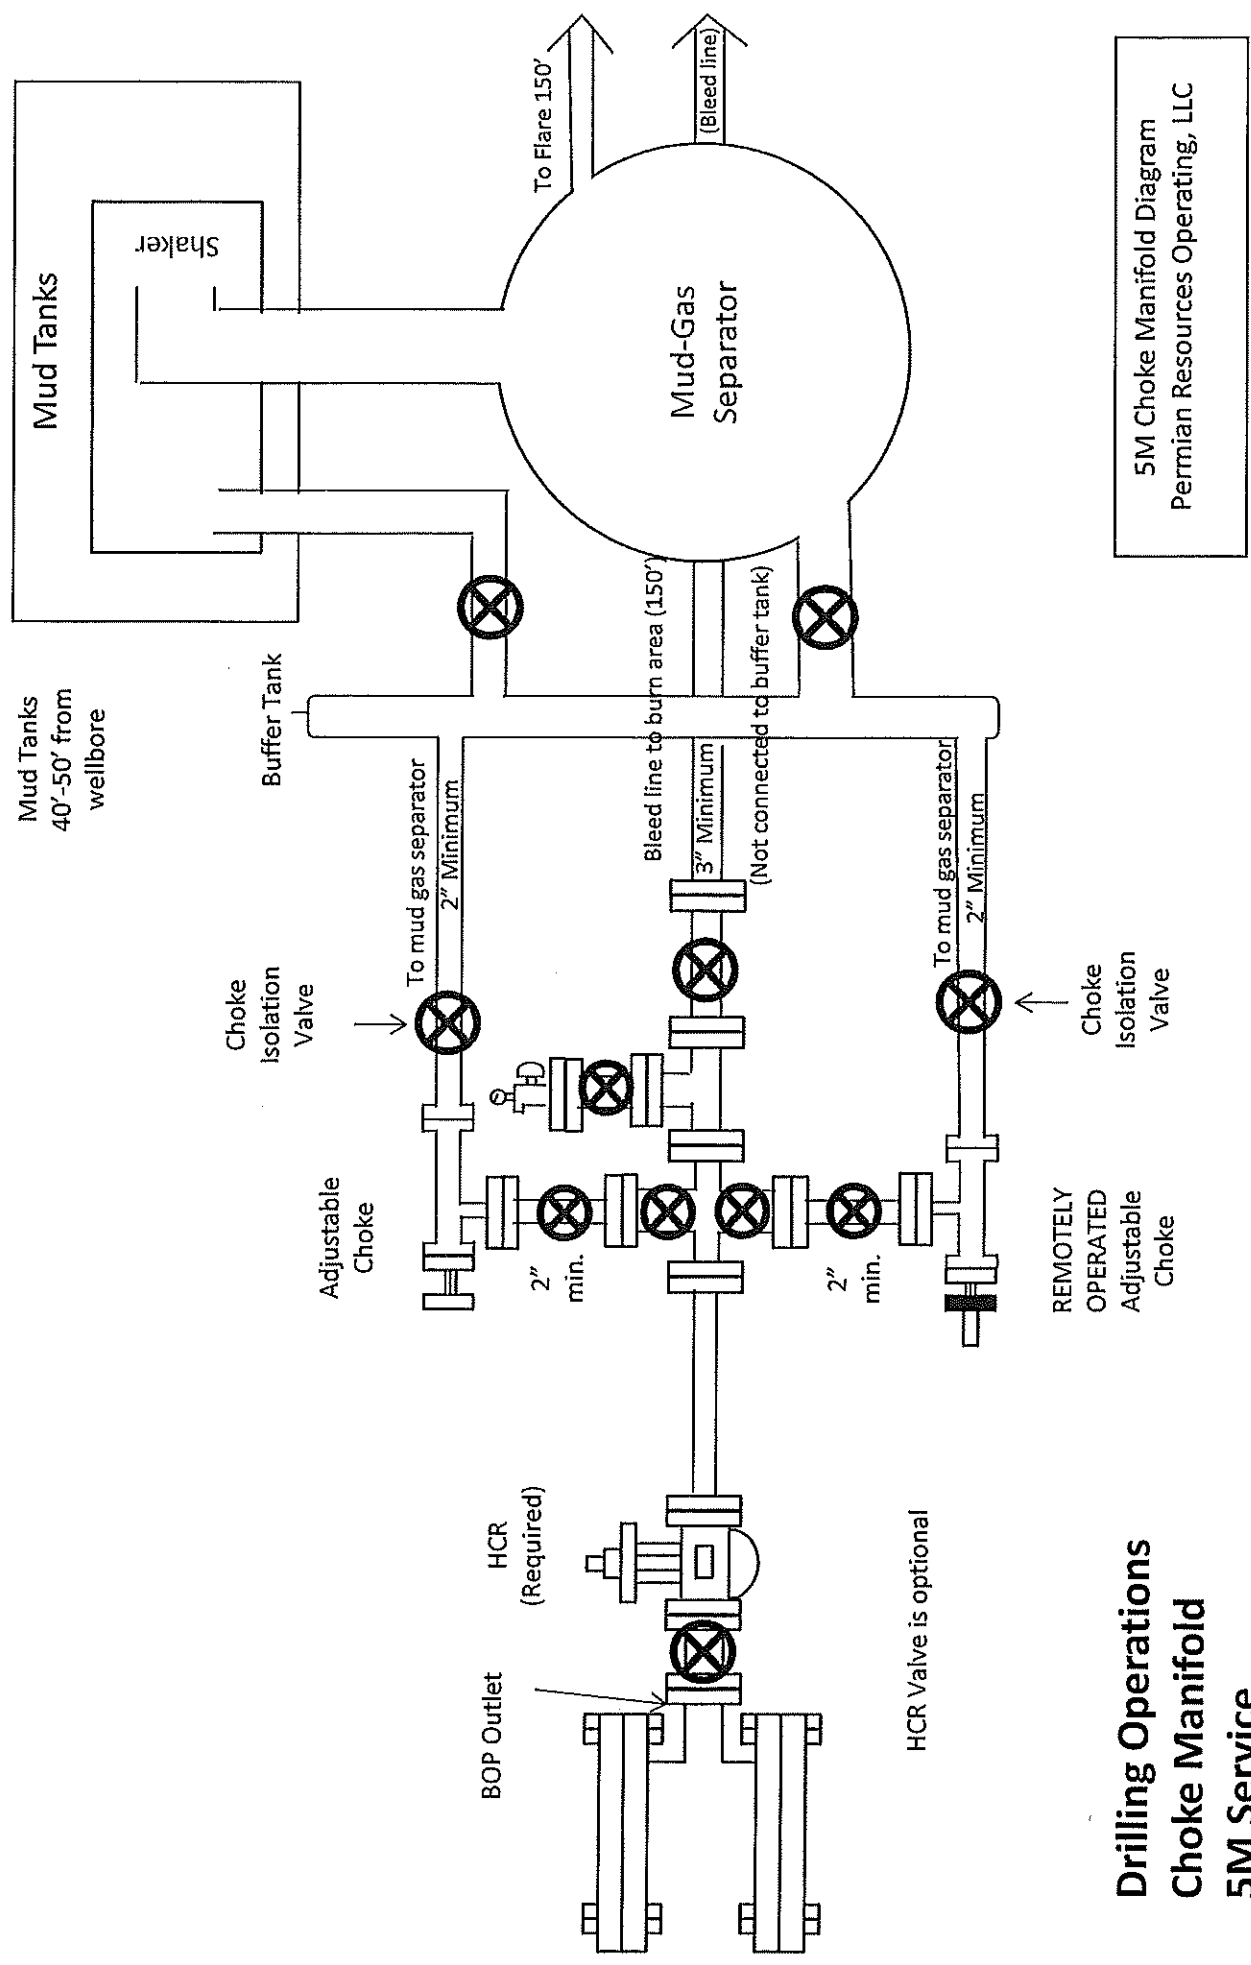 Mud Tanks
40’-50’ from
wellbore
Mud Tanks
Shaker
Buffer Tank
To Flare 150’
(Bleed line)
Mud-Gas
Separator
Choke
Isolation
Valve
To mud gas separator
2” Minimum
Bleed line to burn area (150’)
3” Minimum
(Not connected to buffer tank)
To mud gas separator
2” Minimum
Choke
Isolation
Valve
Adjustable
Choke
2”
min.
2”
min.
REMOTELY
OPERATED
Adjustable
Choke
HCR
(Required)
BOP Outlet
HCR Valve is optional
Drilling Operations
Choke Manifold
5M Service
5M Choke Manifold Diagram
Permian Resources Operating, LLC